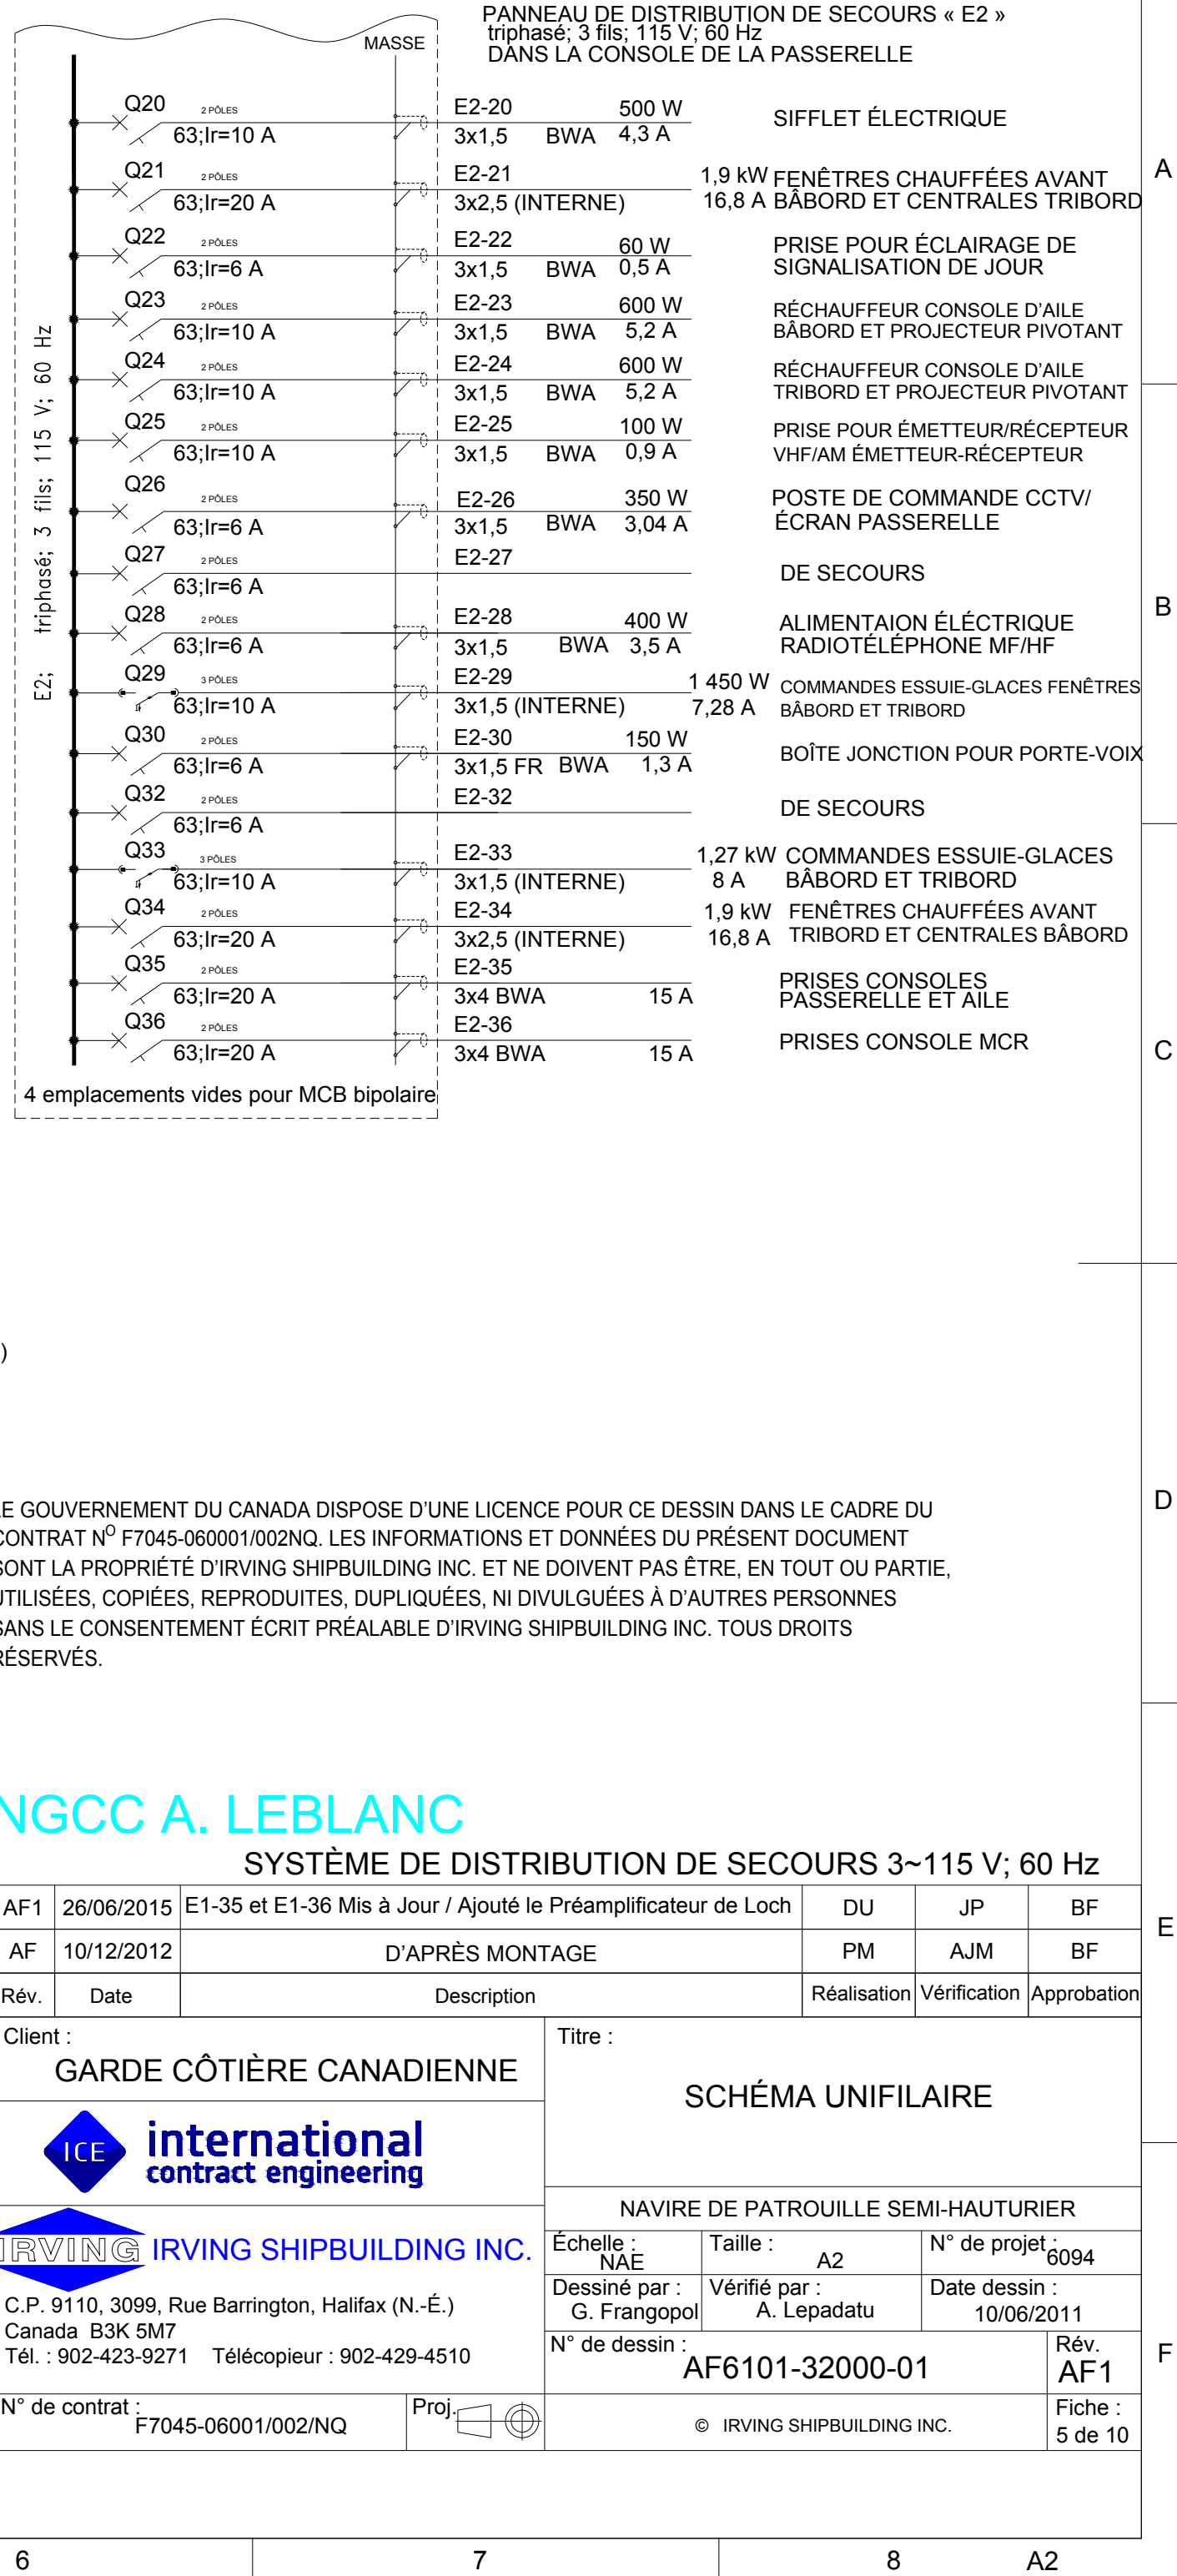 PANNEAU DE DISTRIBUTION DE SECOURS « E2 »
triphasé; 3 fils; 115 V; 60 Hz
DANS LA CONSOLE DE LA PASSERELLE
MASSE
E2; triphasé; 3 fils; 115 V; 60 Hz
Q20 2 PÔLES E2-20 500 W SIFFLET ÉLECTRIQUE
63;Ir=10 A 3x1,5 BWA 4,3 A
Q21 2 PÔLES E2-21 1,9 kW FENÊTRES CHAUFFÉES AVANT
63;Ir=20 A 3x2,5 (INTERNE) 16,8 A BÂBORD ET CENTRALES TRIBORD
Q22 2 PÔLES E2-22 60 W PRISE POUR ÉCLAIRAGE DE
63;Ir=6 A 3x1,5 BWA 0,5 A SIGNALISATION DE JOUR
Q23 2 PÔLES E2-23 600 W RÉCHAUFFEUR CONSOLE D'AILE
63;Ir=10 A 3x1,5 BWA 5,2 A BÂBORD ET PROJECTEUR PIVOTANT
Q24 2 PÔLES E2-24 600 W RÉCHAUFFEUR CONSOLE D'AILE
63;Ir=10 A 3x1,5 BWA 5,2 A TRIBORD ET PROJECTEUR PIVOTANT
Q25 2 PÔLES E2-25 100 W PRISE POUR ÉMETTEUR/RÉCEPTEUR
63;Ir=10 A 3x1,5 BWA 0,9 A VHF/AM ÉMETTEUR-RÉCEPTEUR
Q26 2 PÔLES E2-26 350 W POSTE DE COMMANDE CCTV/
63;Ir=6 A 3x1,5 BWA 3,04 A ÉCRAN PASSERELLE
Q27 2 PÔLES E2-27 DE SECOURS
63;Ir=6 A
Q28 2 PÔLES E2-28 400 W ALIMENTAION ÉLÉCTRIQUE
63;Ir=6 A 3x1,5 BWA 3,5 A RADIOTÉLÉPHONE MF/HF
Q29 3 PÔLES E2-29 1 450 W COMMANDES ESSUIE-GLACES FENÊTRES
63;Ir=10 A 3x1,5 (INTERNE) 7,28 A BÂBORD ET TRIBORD
Q30 2 PÔLES E2-30 150 W BOÎTE JONCTION POUR PORTE-VOIX
63;Ir=6 A 3x1,5 FR BWA 1,3 A
Q32 2 PÔLES E2-32 DE SECOURS
63;Ir=6 A
Q33 3 PÔLES E2-33 1,27 kW COMMANDES ESSUIE-GLACES
63;Ir=10 A 3x1,5 (INTERNE) 8 A BÂBORD ET TRIBORD
Q34 2 PÔLES E2-34 1,9 kW FENÊTRES CHAUFFÉES AVANT
63;Ir=20 A 3x2,5 (INTERNE) 16,8 A TRIBORD ET CENTRALES BÂBORD
Q35 2 PÔLES E2-35 PRISES CONSOLES
63;Ir=20 A 3x4 BWA 15 A PASSERELLE ET AILE
Q36 2 PÔLES E2-36 PRISES CONSOLE MCR
63;Ir=20 A 3x4 BWA 15 A
4 emplacements vides pour MCB bipolaire
A
B
C
D
E
F
)
LE GOUVERNEMENT DU CANADA DISPOSE D'UNE LICENCE POUR CE DESSIN DANS LE CADRE DU
CONTRAT Nº F7045-060001/002NQ. LES INFORMATIONS ET DONNÉES DU PRÉSENT DOCUMENT
SONT LA PROPRIÉTÉ D'IRVING SHIPBUILDING INC. ET NE DOIVENT PAS ÊTRE, EN TOUT OU PARTIE,
UTILISÉES, COPIÉES, REPRODUITES, DUPLIQUÉES, NI DIVULGUÉES À D'AUTRES PERSONNES
SANS LE CONSENTEMENT ÉCRIT PRÉALABLE D'IRVING SHIPBUILDING INC. TOUS DROITS
RÉSERVÉS.
NGCC A. LEBLANC
SYSTÈME DE DISTRIBUTION DE SECOURS 3~115 V; 60 Hz
AF1 26/06/2015 E1-35 et E1-36 Mis à Jour / Ajouté le Préamplificateur de Loch DU JP BF
AF 10/12/2012 D'APRÈS MONTAGE PM AJM BF
Rév. Date Description Réalisation Vérification Approbation
Client :
GARDE CÔTIÈRE CANADIENNE
Titre :
SCHÉMA UNIFILAIRE
ICE international
contract engineering
NAVIRE DE PATROUILLE SEMI-HAUTURIER
IRVING IRVING SHIPBUILDING INC.
C.P. 9110, 3099, Rue Barrington, Halifax (N.-É.)
Canada B3K 5M7
Tél. : 902-423-9271 Télécopieur : 902-429-4510
Échelle : NAE
Taille : A2
N° de projet : 6094
Dessiné par : G. Frangopol
Vérifié par : A. Lepadatu
Date dessin : 10/06/2011
N° de dessin :
AF6101-32000-01
Rév.
AF1
N° de contrat :
F7045-06001/002/NQ
Proj.
© IRVING SHIPBUILDING INC.
Fiche :
5 de 10
6 7 8 A2